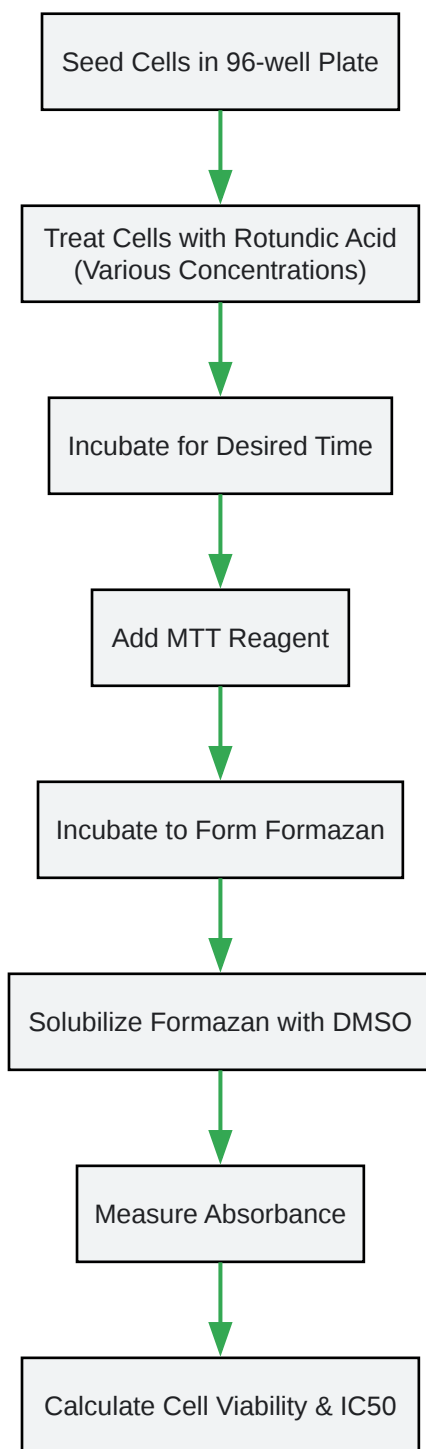 Seed Cells in 96-well Plate
Treat Cells with Rotundic Acid
(Various Concentrations)
Incubate for Desired Time
Add MTT Reagent
Incubate to Form Formazan
Solubilize Formazan with DMSO
Measure Absorbance
Calculate Cell Viability & IC50